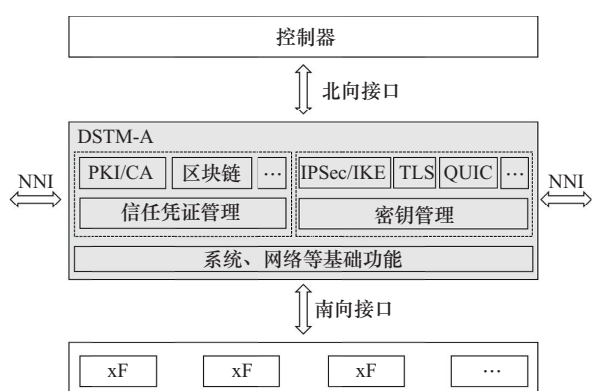 控制器
北向接口
DSTM-A
PKI/CA 区块链 … IPSec/IKE TLS QUIC …
NNI NNI
信任凭证管理 密钥管理
系统、网络等基础功能
南向接口
xF xF xF …